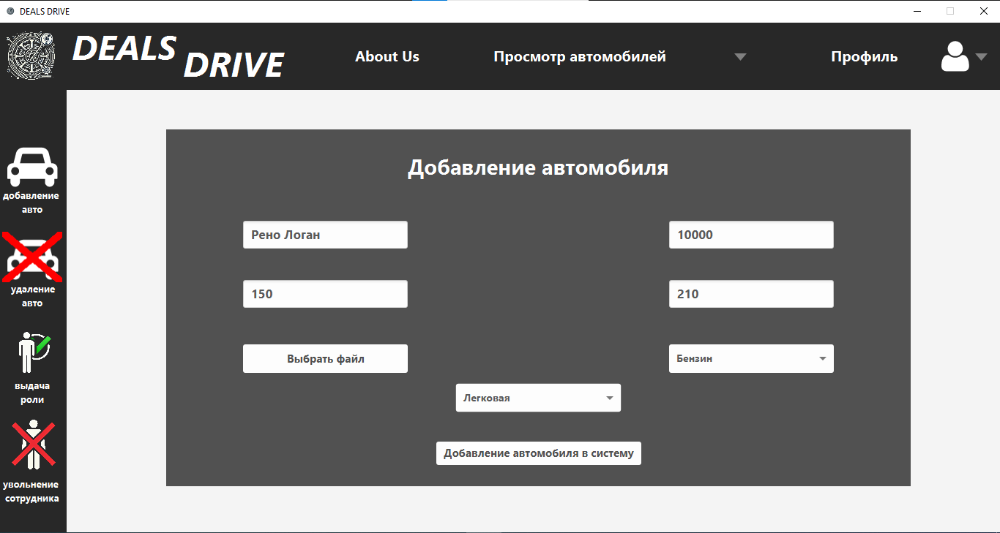 DEALS DRIVE
DEALS
DRIVE
About Us
Просмотр автомобилей
Профиль
добавление
авто
удаление
авто
выдача
роли
увольнение
сотрудника
Добавление автомобиля
Рено Логан
10000
150
210
Выбрать файл
Бензин
Легковая
Добавление автомобиля в систему